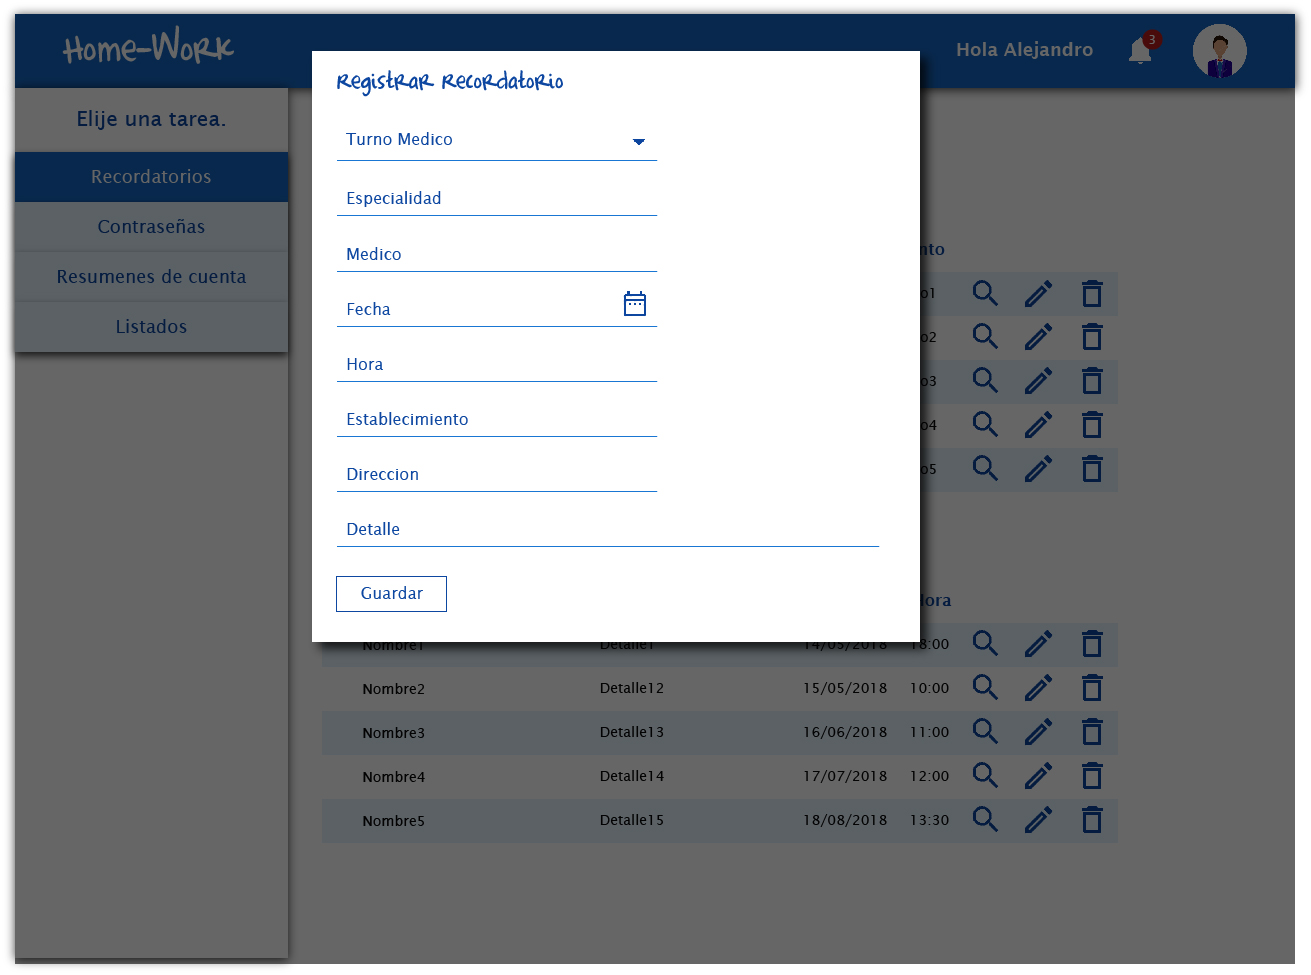 Home-Work
Hola Alejandro
3
Elije una tarea.
Recordatorios
Contraseñas
Resumenes de cuenta
Listados
Registrar Recordatorio
Turno Medico
Especialidad
Medico
Fecha
Hora
Establecimiento
Direccion
Detalle
Guardar
nto
o1
o2
o3
o4
o5
Hora
Nombre1 Detalle1 14/05/2018 18:00
Nombre2 Detalle12 15/05/2018 10:00
Nombre3 Detalle13 16/06/2018 11:00
Nombre4 Detalle14 17/07/2018 12:00
Nombre5 Detalle15 18/08/2018 13:30